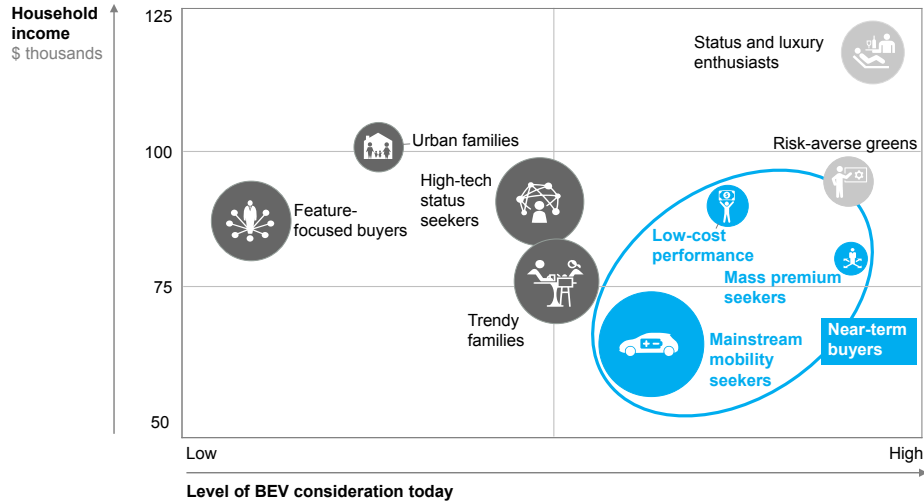 Household
income
$ thousands
125
100
75
50
Status and luxury
enthusiasts
Urban families
Risk-averse greens
High-tech
status
seekers
Feature-
focused buyers
Low-cost
performance
Mass premium
seekers
Trendy
families
Mainstream
mobility
seekers
Near-term
buyers
Low
High
Level of BEV consideration today